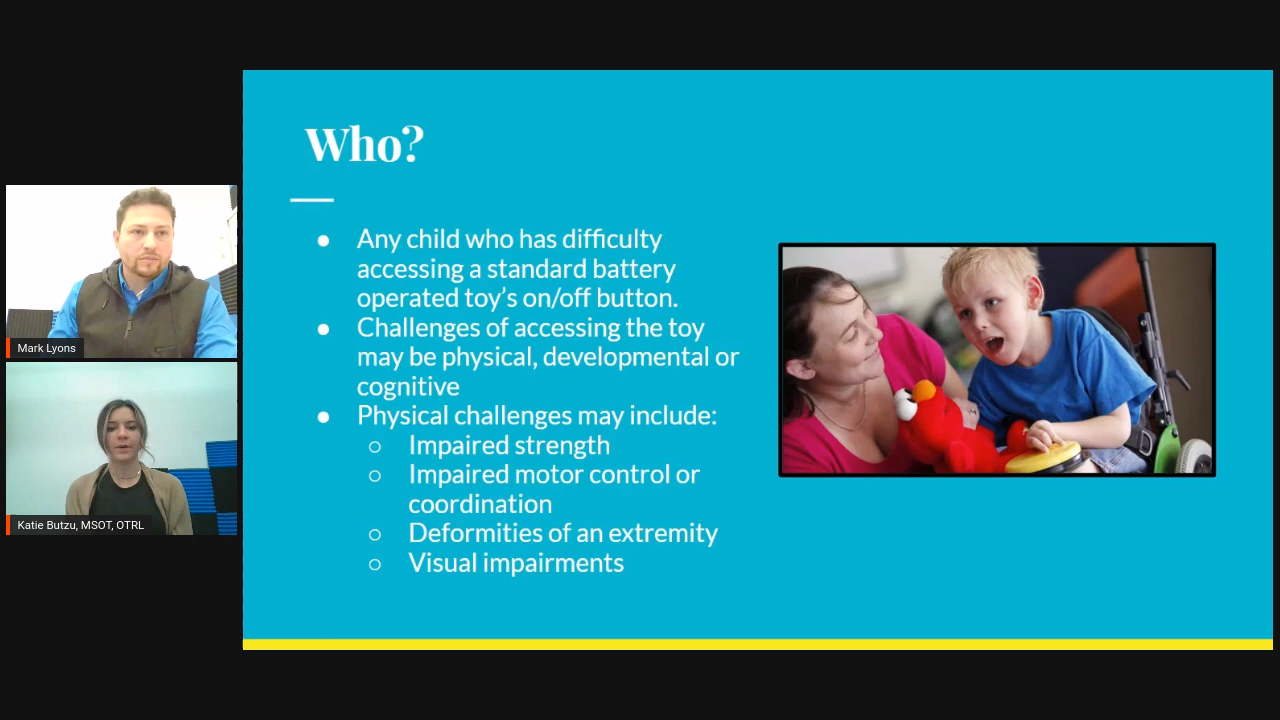 Who?
● Any child who has difficulty
accessing a standard battery
operated toy’s on/off button.
● Challenges of accessing the toy
may be physical, developmental or
cognitive
● Physical challenges may include:
○ Impaired strength
○ Impaired motor control or
coordination
○ Deformities of an extremity
○ Visual impairments
Mark Lyons
Katie Butzu, MSOT, OTRL